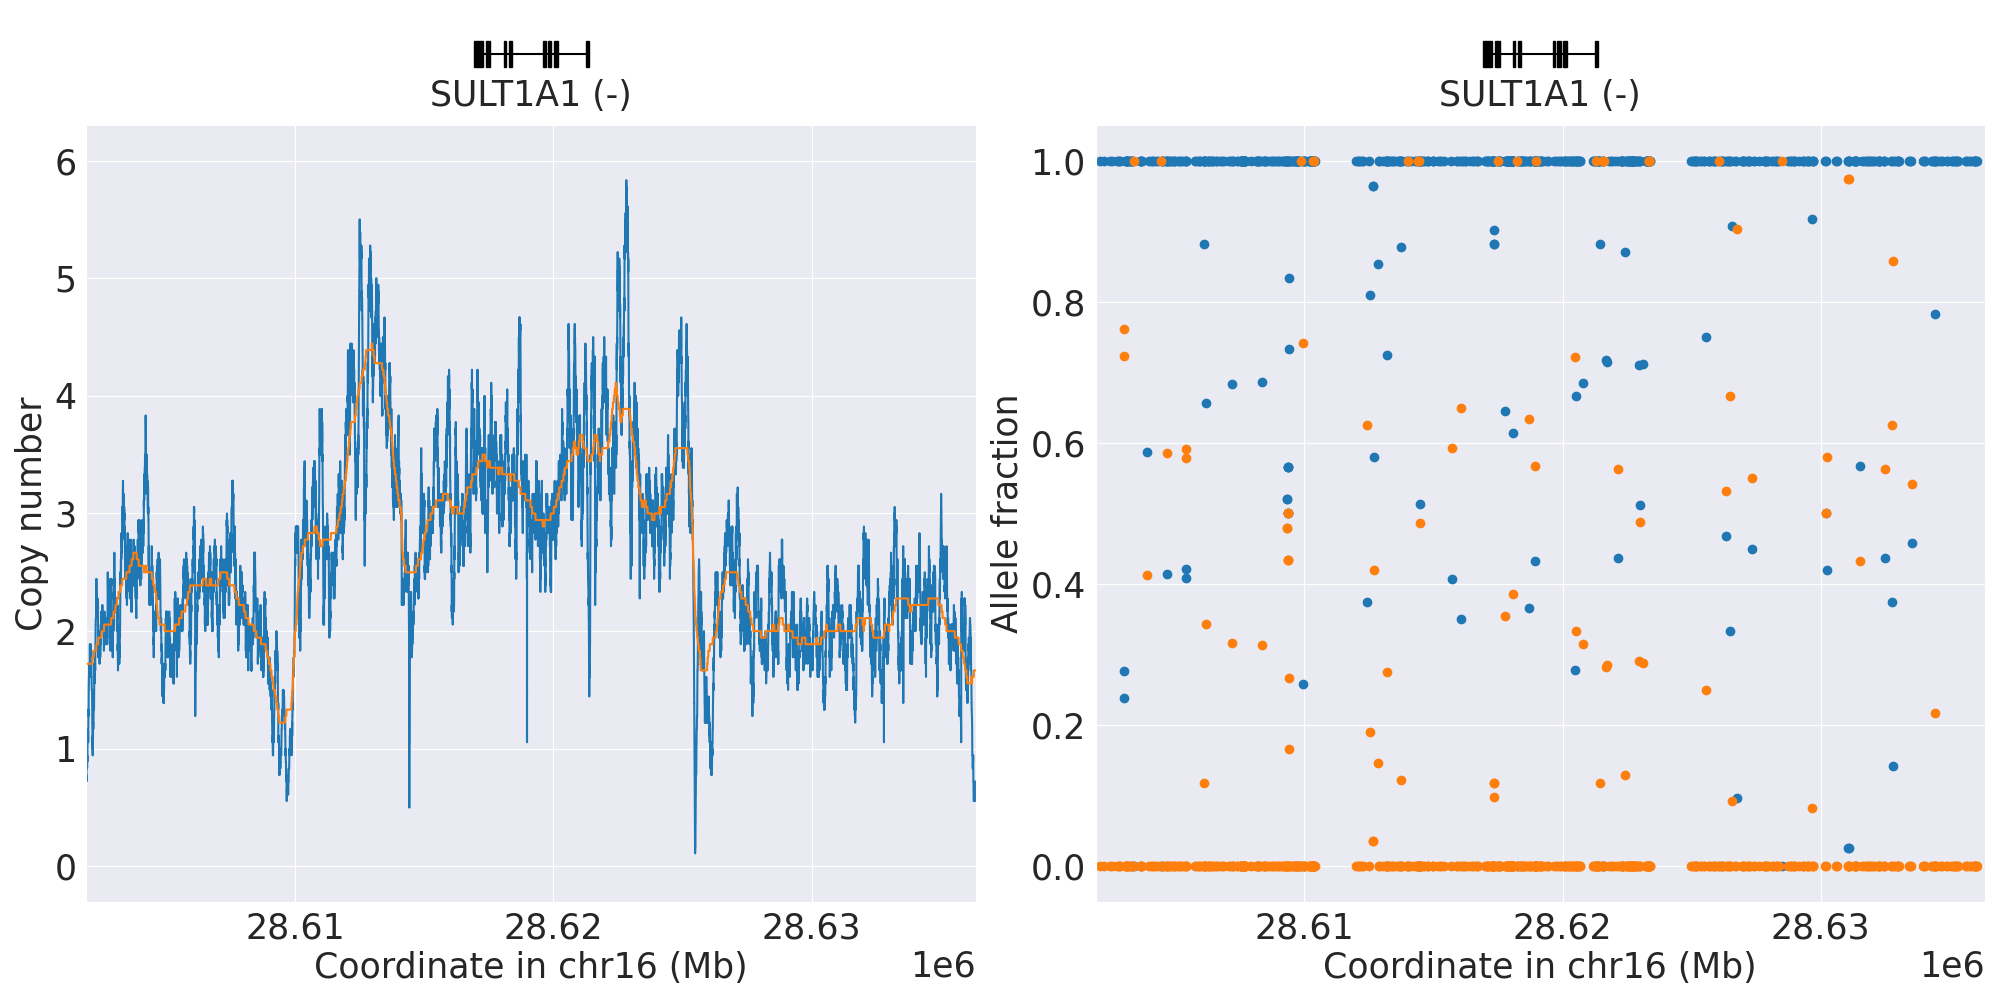 SULT1A1 (-)
Copy number
6
5
4
3
2
1
0
28.61
28.62
28.63
Coordinate in chr16 (Mb)
1e6
SULT1A1 (-)
Allele fraction
1.0
0.8
0.6
0.4
0.2
0.0
28.61
28.62
28.63
Coordinate in chr16 (Mb)
1e6